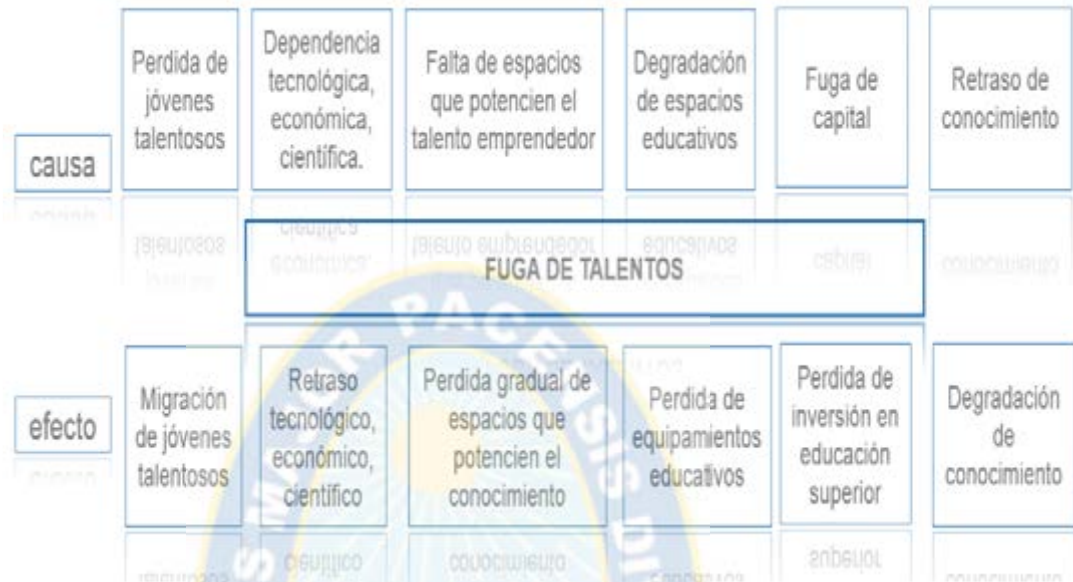 causa
Perdida de
jóvenes
talentosos
Dependencia
tecnológica,
económica,
científica.
Falta de espacios
que potencien el
talento emprendedor
Degradación
de espacios
educativos
Fuga de
capital
Retraso de
conocimiento
FUGA DE TALENTOS
efecto
Migración
de jóvenes
talentosos
Retraso
tecnológico,
económico,
científico
Perdida gradual de
espacios que
potencien el
conocimiento
Perdida de
equipamientos
educativos
Perdida de
inversión en
educación
superior
Degradación
de
conocimiento
S MAJOR PACENSIS DI